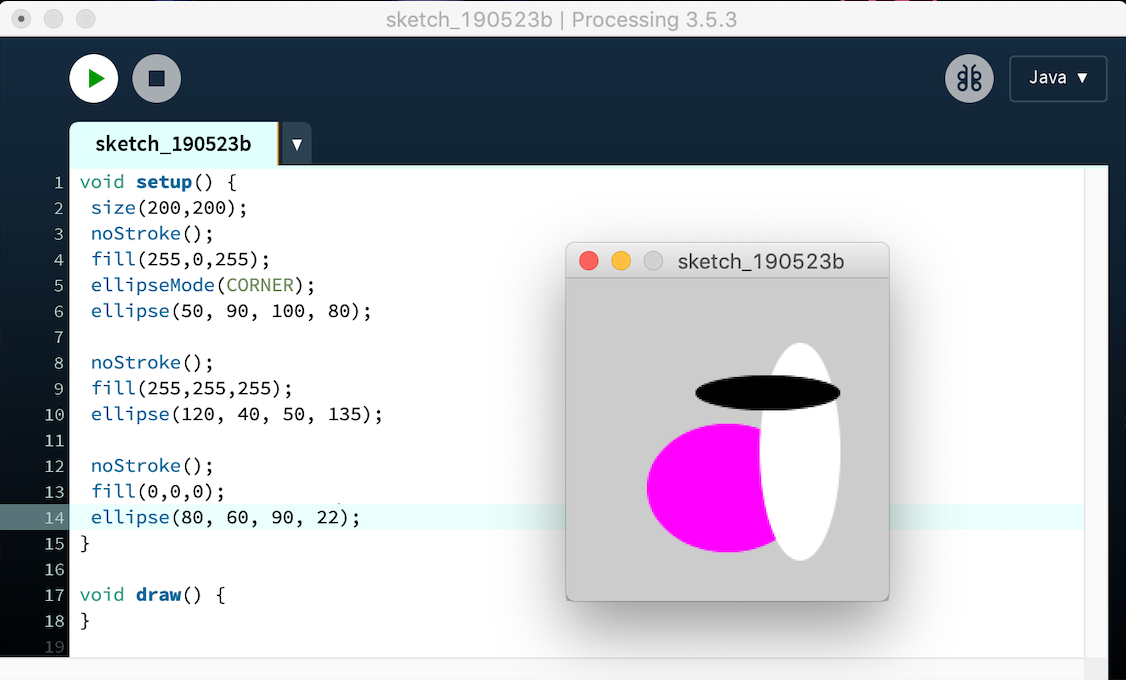 sketch_190523b | Processing 3.5.3
Java ▼
sketch_190523b ▼
1 void setup() {
2 size(200,200);
3 noStroke();
4 fill(255,0,255);
5 ellipseMode(CORNER);
6 ellipse(50, 90, 100, 80);
7
8 noStroke();
9 fill(255,255,255);
10 ellipse(120, 40, 50, 135);
11
12 noStroke();
13 fill(0,0,0);
14 ellipse(80, 60, 90, 22);
15 }
16
17 void draw() {
18 }
19
sketch_190523b